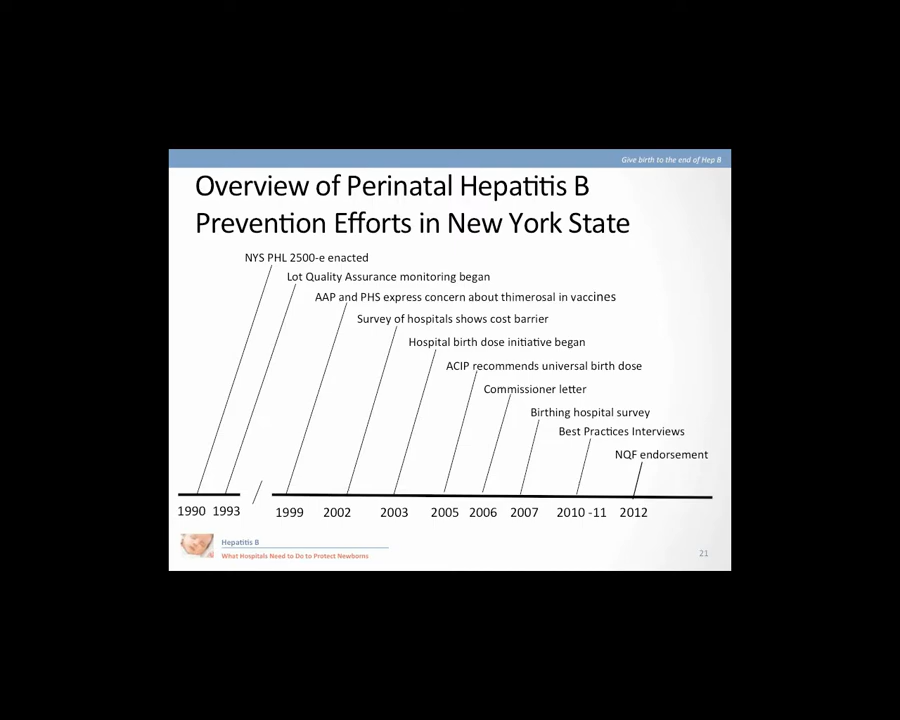 Give birth to the end of Hep B
Overview of Perinatal Hepatitis B
Prevention Efforts in New York State
NYS PHL 2500-e enacted
Lot Quality Assurance monitoring began
AAP and PHS express concern about thimerosal in vaccines
Survey of hospitals shows cost barrier
Hospital birth dose initiative began
ACIP recommends universal birth dose
Commissioner letter
Birthing hospital survey
Best Practices Interviews
NQF endorsement
1990 1993 1999 2002 2003 2005 2006 2007 2010 -11 2012
Hepatitis B
What Hospitals Need to Do to Protect Newborns
21